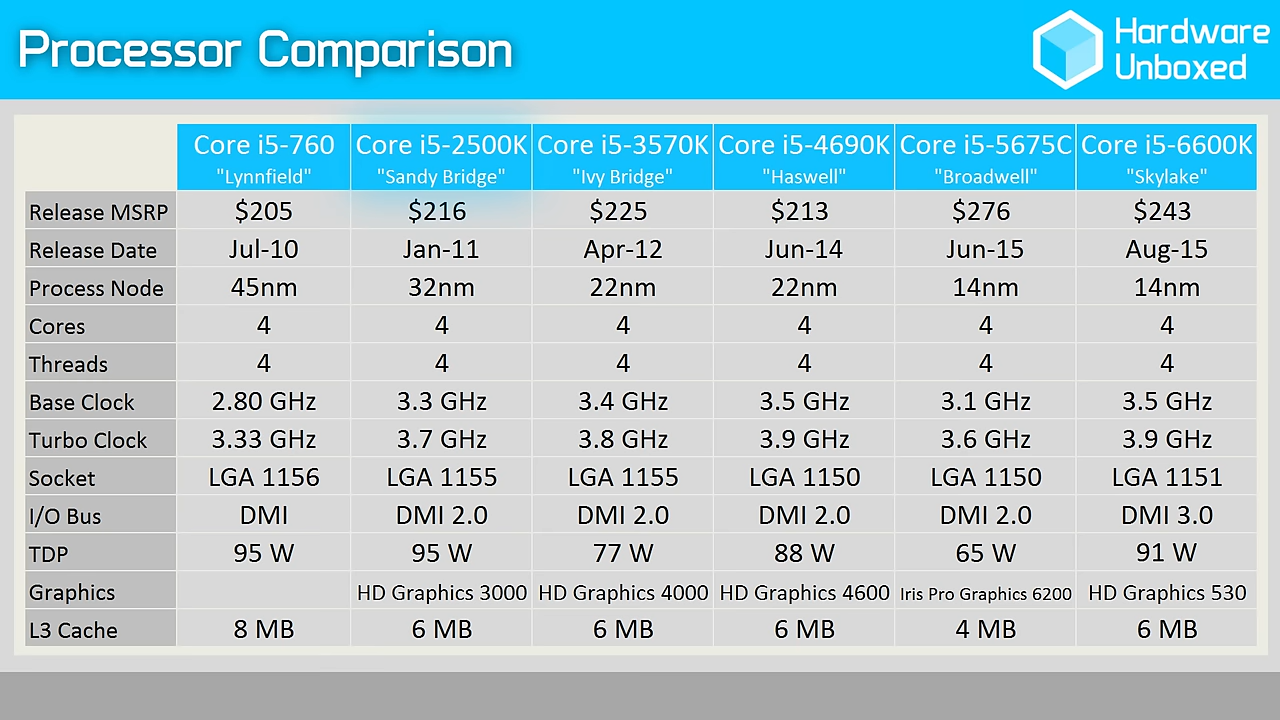 Processor Comparison
Hardware
Unboxed
Core i5-760 Core i5-2500K Core i5-3570K Core i5-4690K Core i5-5675C Core i5-6600K
"Lynnfield" "Sandy Bridge" "Ivy Bridge" "Haswell" "Broadwell" "Skylake"
Release MSRP $205 $216 $225 $213 $276 $243
Release Date Jul-10 Jan-11 Apr-12 Jun-14 Jun-15 Aug-15
Process Node 45nm 32nm 22nm 22nm 14nm 14nm
Cores 4 4 4 4 4 4
Threads 4 4 4 4 4 4
Base Clock 2.80 GHz 3.3 GHz 3.4 GHz 3.5 GHz 3.1 GHz 3.5 GHz
Turbo Clock 3.33 GHz 3.7 GHz 3.8 GHz 3.9 GHz 3.6 GHz 3.9 GHz
Socket LGA 1156 LGA 1155 LGA 1155 LGA 1150 LGA 1150 LGA 1151
I/O Bus DMI DMI 2.0 DMI 2.0 DMI 2.0 DMI 2.0 DMI 3.0
TDP 95 W 95 W 77 W 88 W 65 W 91 W
Graphics HD Graphics 3000 HD Graphics 4000 HD Graphics 4600 Iris Pro Graphics 6200 HD Graphics 530
L3 Cache 8 MB 6 MB 6 MB 6 MB 4 MB 6 MB